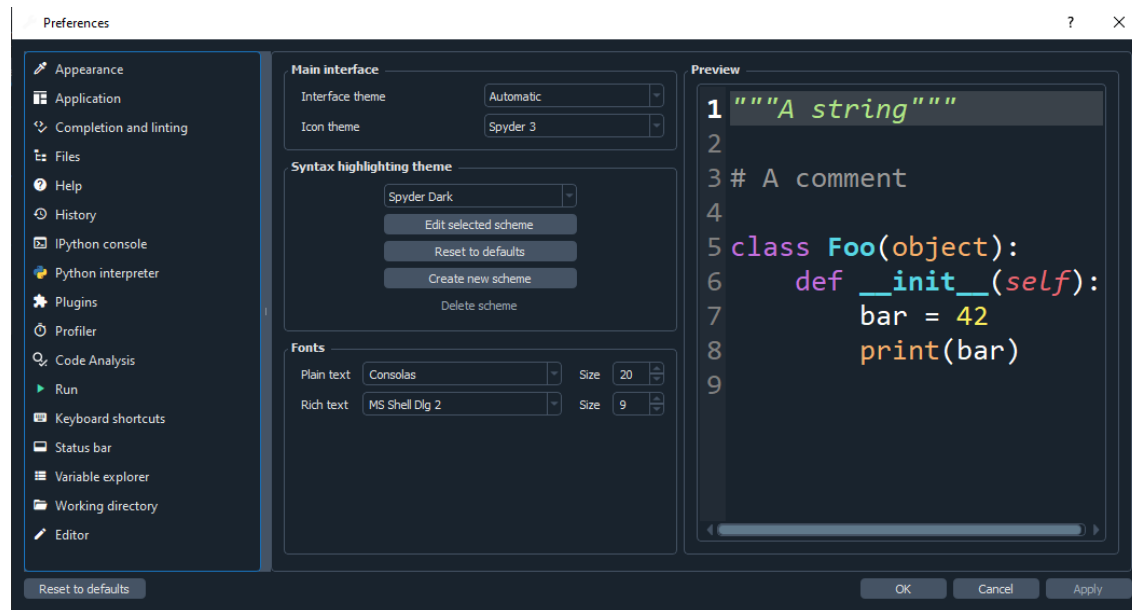 Preferences
?
Appearance
Application
Completion and linting
Files
Help
History
IPython console
Python interpreter
Plugins
Profiler
Code Analysis
Run
Keyboard shortcuts
Status bar
Variable explorer
Working directory
Editor
Main interface
Interface theme Automatic
Icon theme Spyder 3
Syntax highlighting theme
Spyder Dark
Edit selected scheme
Reset to defaults
Create new scheme
Delete scheme
Fonts
Plain text Consolas Size 20
Rich text MS Shell Dlg 2 Size 9
Preview
1 """A string"""
2
3 # A comment
4
5 class Foo(object):
6     def __init__(self):
7         bar = 42
8         print(bar)
9
Reset to defaults OK Cancel Apply